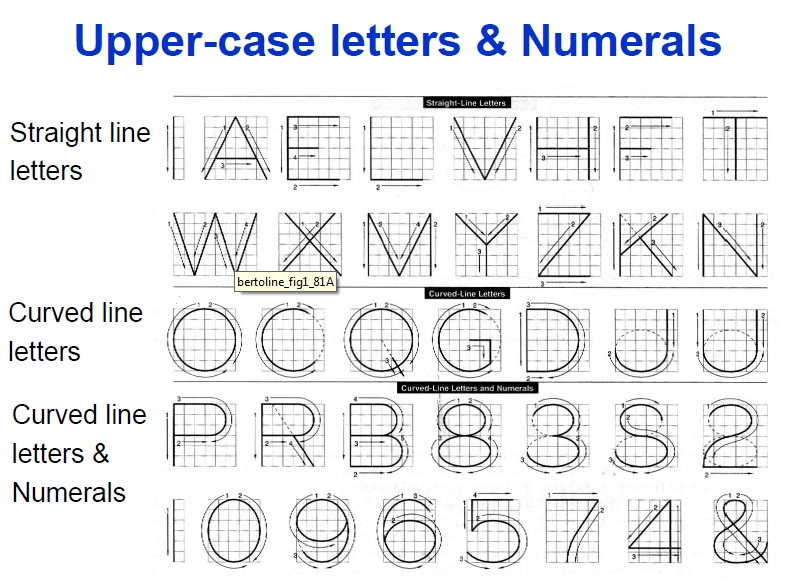 Upper-case letters & Numerals
Straight-Line Letters
Straight line
letters
I A E L V H F T
W X M Y Z K N
bertoline_fig1_81A
Curved-Line Letters
Curved line
letters
O C Q G D U J
Curved-Line Letters and Numerals
Curved line
letters &
Numerals
P R B 8 3 S 2
1 0 9 6 5 7 4 &